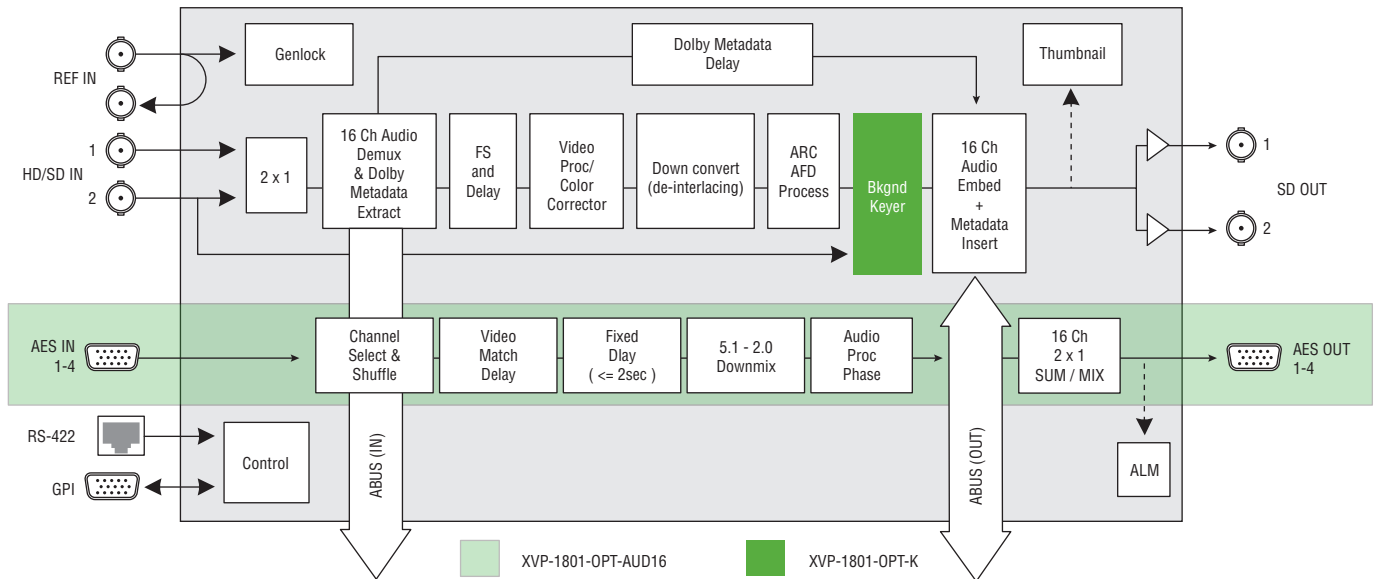 REF IN
Genlock
Dolby Metadata
Delay
Thumbnail
HD/SD IN
1
2
2 x 1
16 Ch Audio
Demux
& Dolby
Metadata
Extract
FS
and
Delay
Video
Proc/
Color
Corrector
Down convert
(de-interlacing)
ARC
AFD
Process
Bkgnd
Keyer
16 Ch
Audio
Embed
+
Metadata
Insert
1
SD OUT
2
AES IN
1-4
Channel
Select &
Shuffle
Video
Match
Delay
Fixed
Dlay
( <= 2sec )
5.1 - 2.0
Downmix
Audio
Proc
Phase
16 Ch
2 x 1
SUM / MIX
AES OUT
1-4
RS-422
GPI
Control
ABUS (IN)
ABUS (OUT)
ALM
XVP-1801-OPT-AUD16
XVP-1801-OPT-K